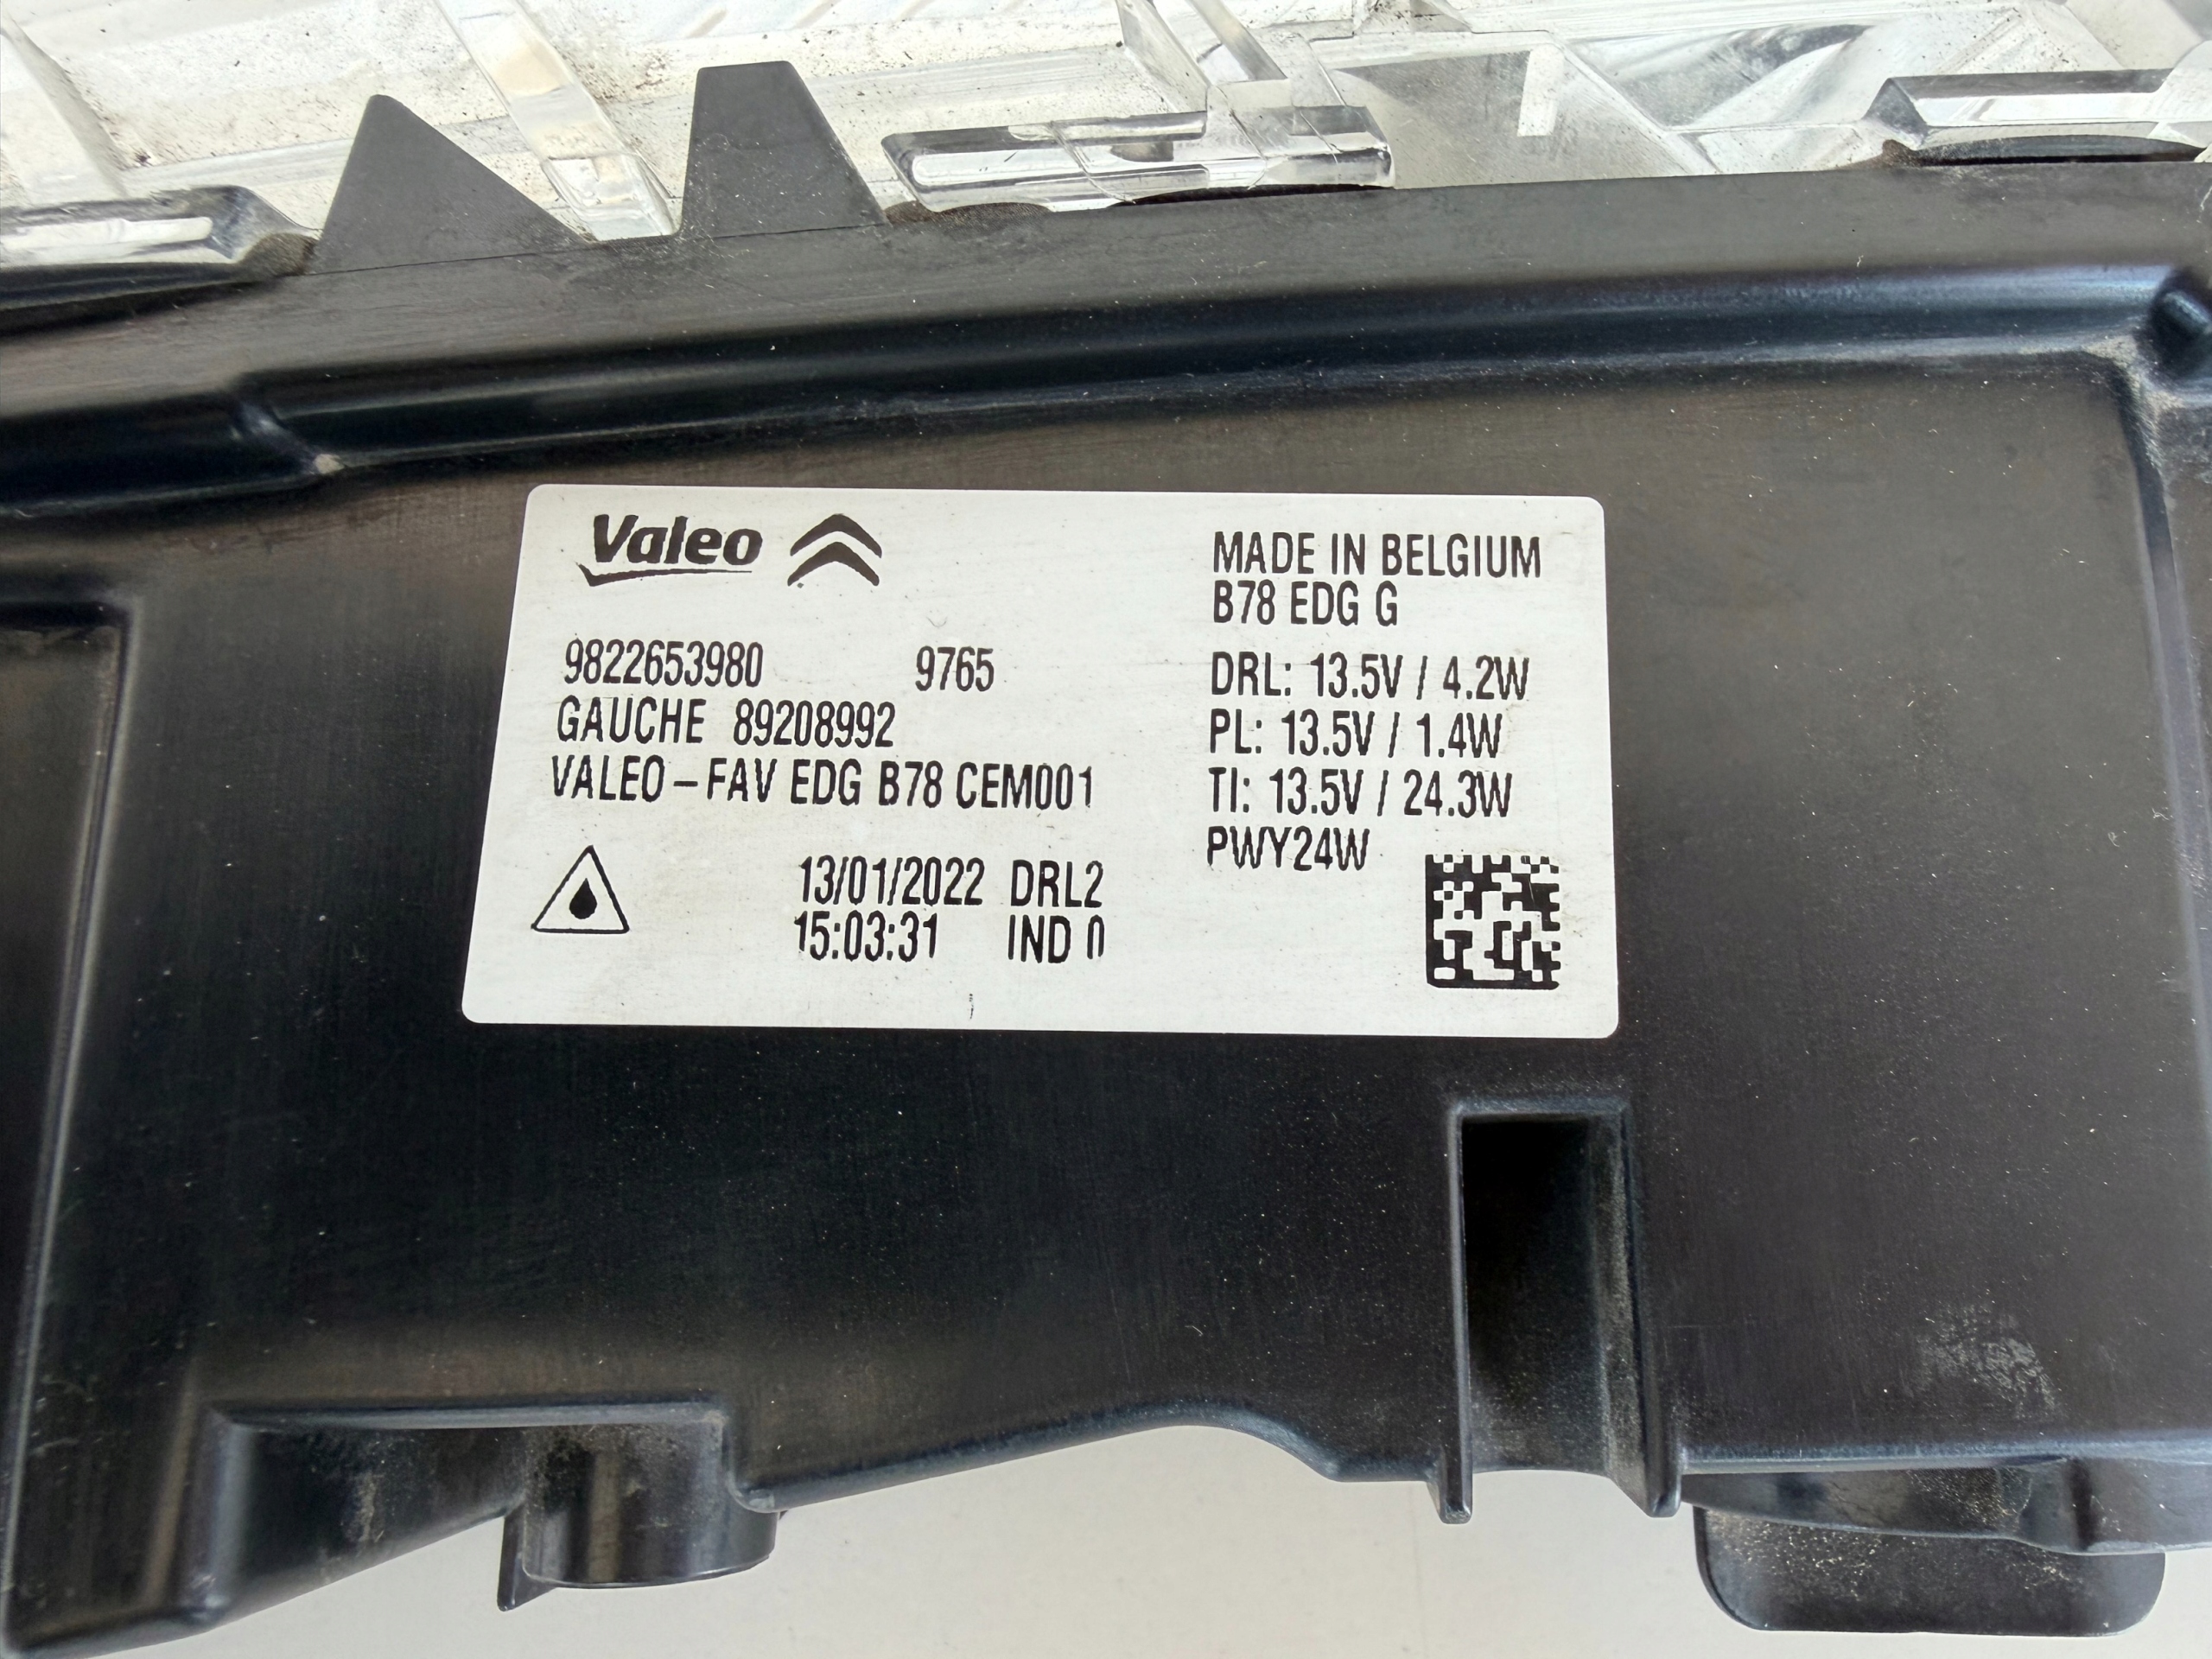 Valeo
9822653980 9765
GAUCHE 89208992
VALEO-FAV EDG B78 CEM001
13/01/2022 DRL2
15:03:31 IND 0
MADE IN BELGIUM
B78 EDG G
DRL: 13.5V / 4.2W
PL: 13.5V / 1.4W
TI: 13.5V / 24.3W
PWY24W